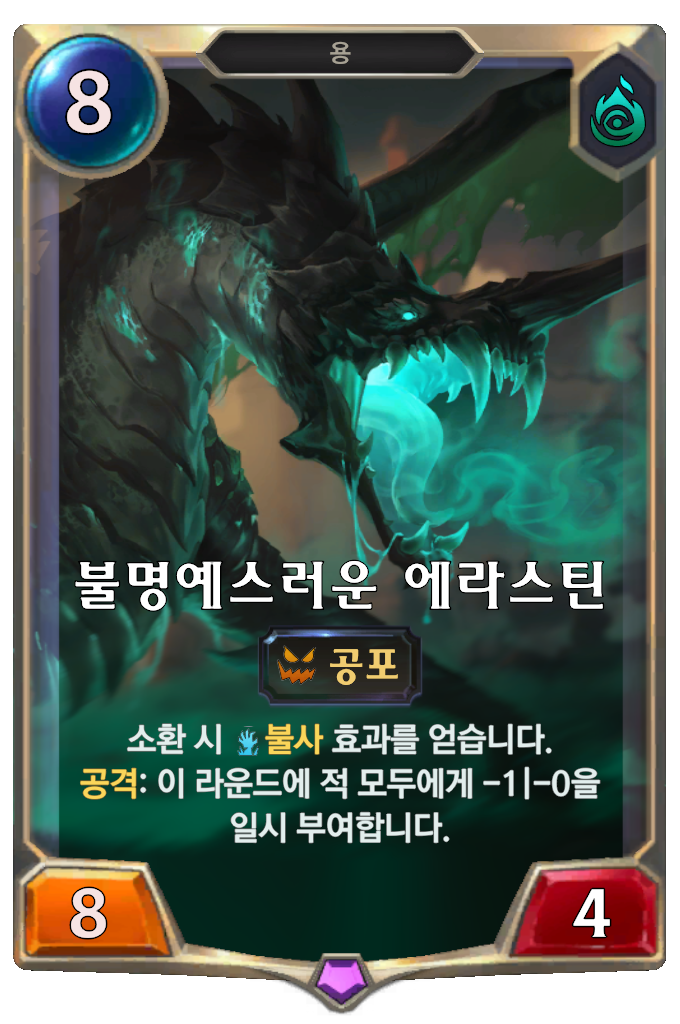 8
용
불명예스러운 에라스틴
공포
소환 시 불사 효과를 얻습니다.
공격: 이 라운드에 적 모두에게 -1|-0을
일시 부여합니다.
8
4